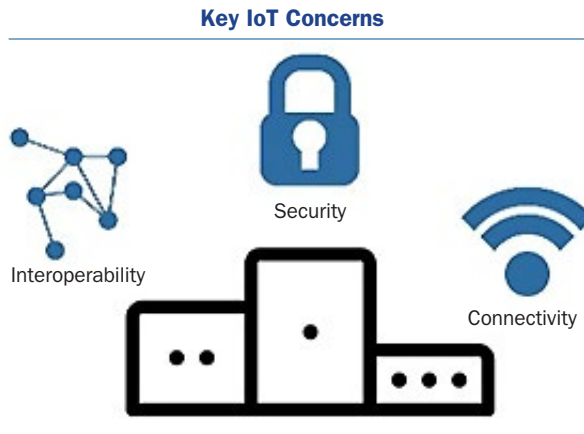 Key IoT Concerns
Security
Interoperability
Connectivity